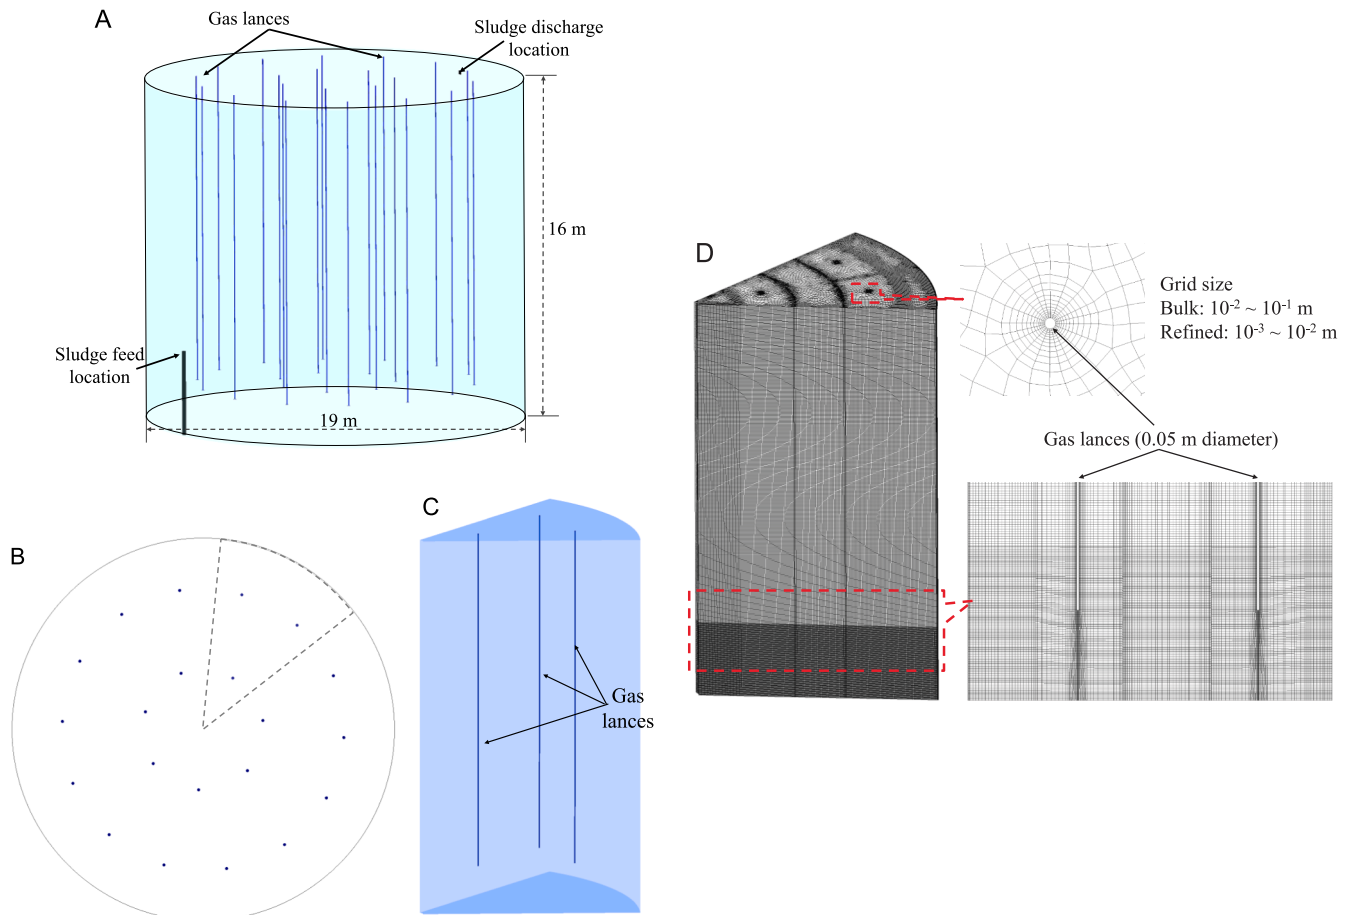 A
Gas lances
Sludge discharge
location
16 m
Sludge feed
location
19 m
B
C
Gas
lances
D
Grid size
Bulk: 10⁻² ~ 10⁻¹ m
Refined: 10⁻³ ~ 10⁻² m
Gas lances (0.05 m diameter)